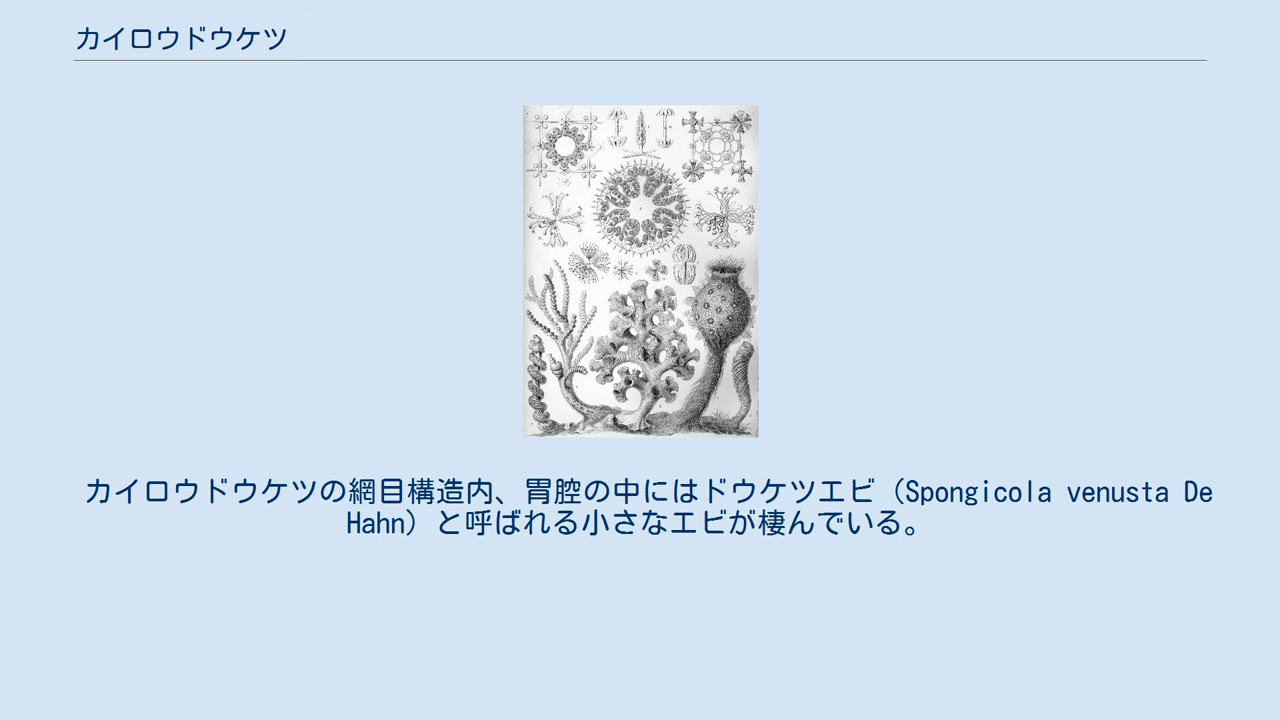 カイロウドウケツ
カイロウドウケツの網目構造内、胃腔の中にはドウケツエビ（Spongicola venusta De
Hahn）と呼ばれる小さなエビが棲んでいる。